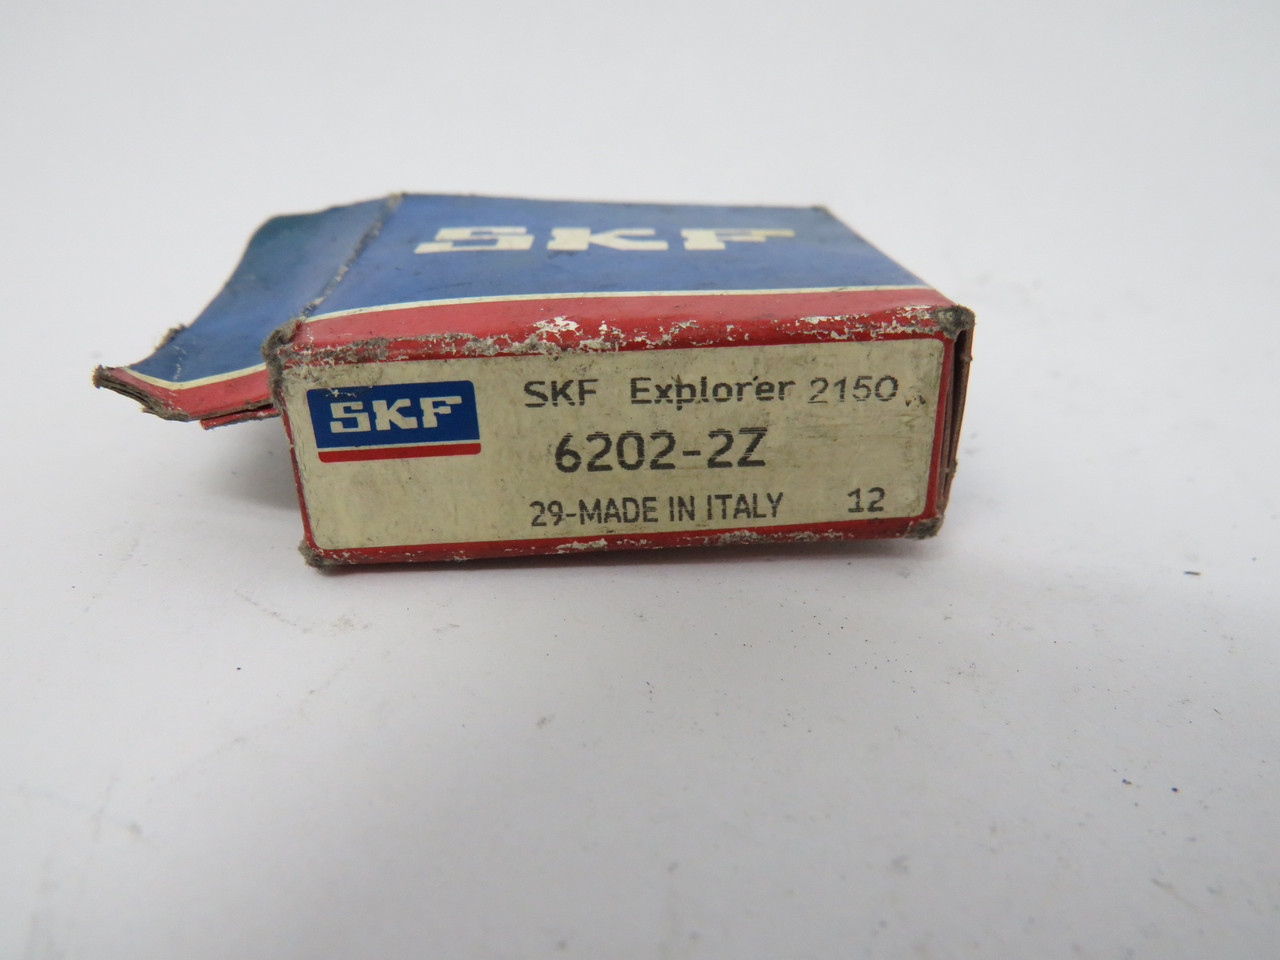 SKF
SKF
SKF Explorer 2150
6202-2Z
29-MADE IN ITALY 12